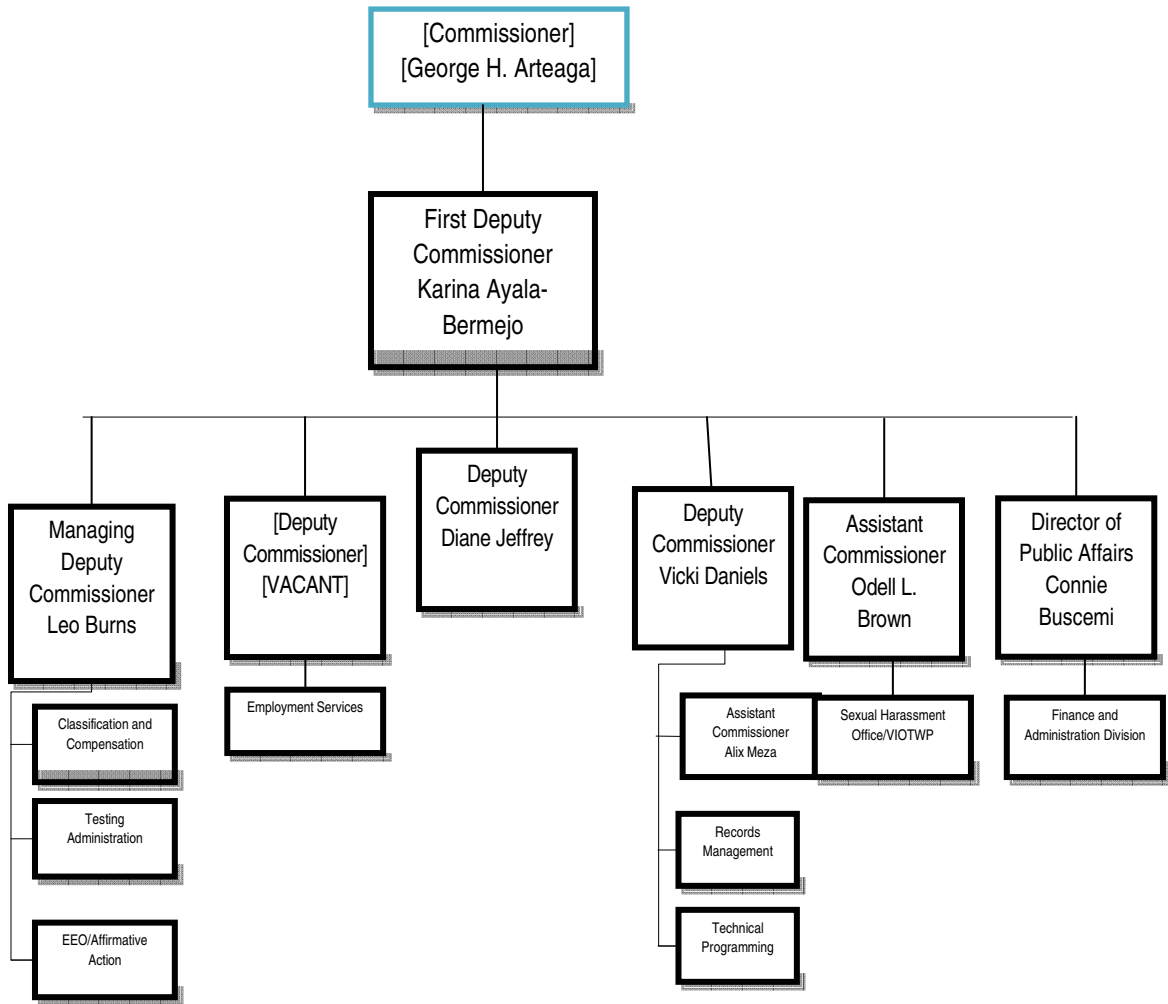 [Commissioner]
[George H. Arteaga]
First Deputy
Commissioner
Karina Ayala-
Bermejo
Managing
Deputy
Commissioner
Leo Burns
[Deputy
Commissioner]
[VACANT]
Deputy
Commissioner
Diane Jeffrey
Deputy
Commissioner
Vicki Daniels
Assistant
Commissioner
Odell L.
Brown
Director of
Public Affairs
Connie
Buscemi
Classification and
Compensation
Testing
Administration
EEO/Affirmative
Action
Employment Services
Assistant
Commissioner
Alix Meza
Records
Management
Technical
Programming
Sexual Harassment
Office/VIOTWP
Finance and
Administration Division